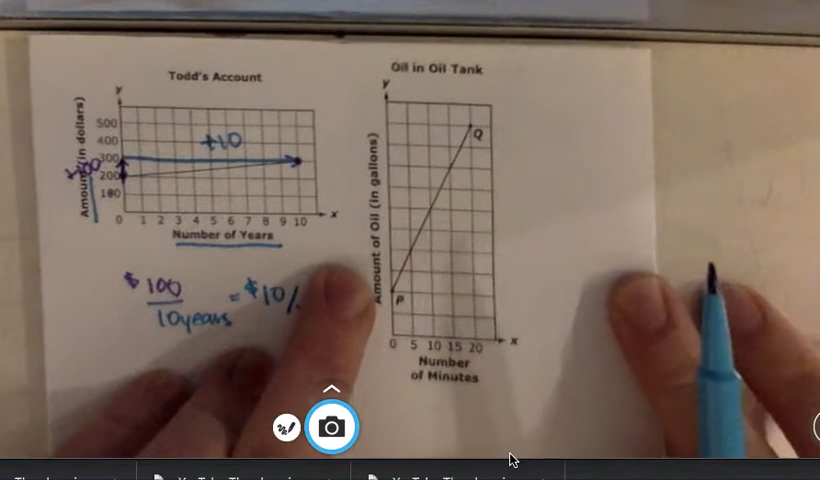 Todd's Account
y
Amount (in dollars)
500
400
300
200
100
0 1 2 3 4 5 6 7 8 9 10
x
Number of Years
+10
+100
$100
10years
= $10/
Oil in Oil Tank
y
Amount of Oil (in gallons)
Q
P
0 5 10 15 20
x
Number
of Minutes